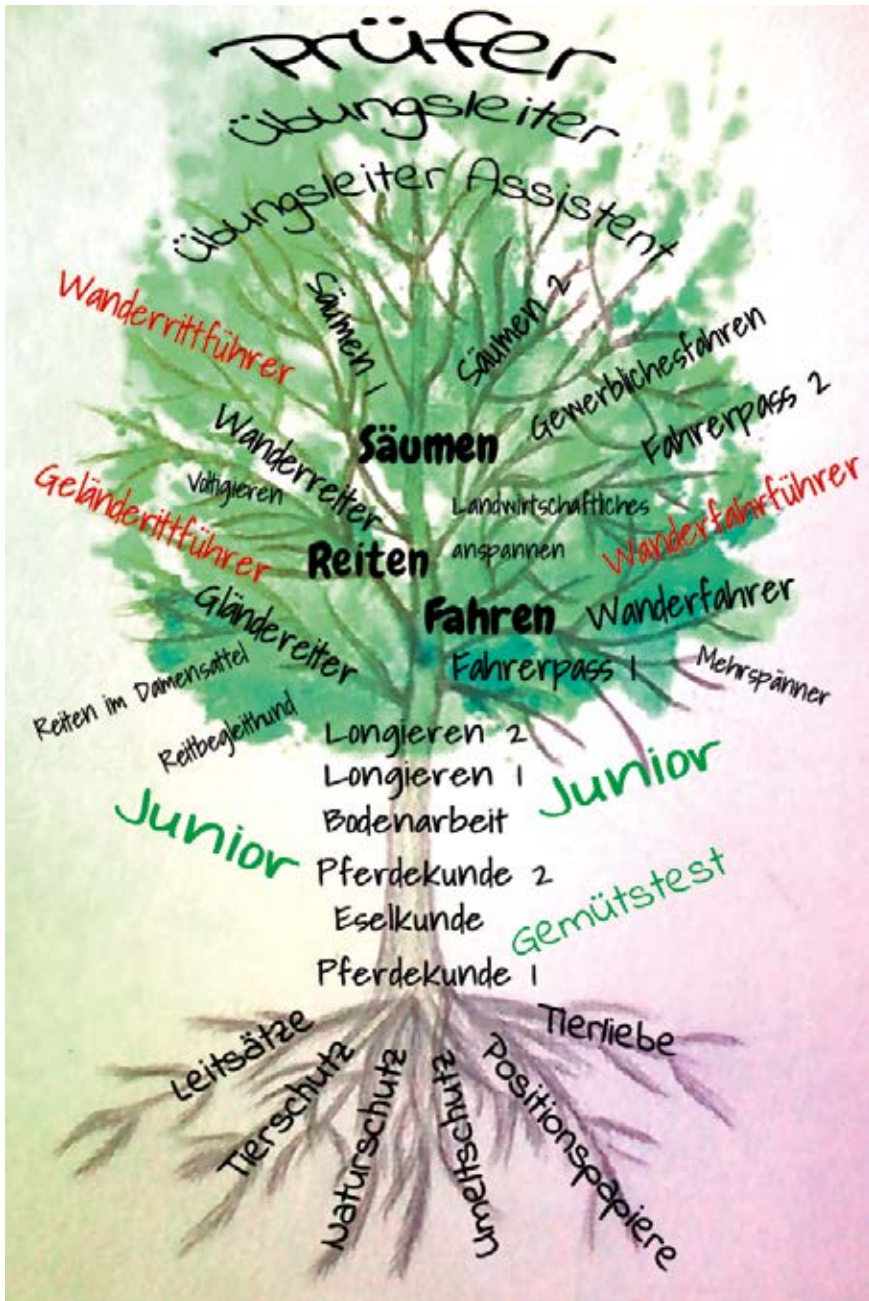 Prüfer
Übungsleiter
Übungsleiter Assistent
Wanderrittführer
Säumen 1
Säumen 2
Gewerblichesfahren
Fahrerpass 2
Wanderreiter
Säumen
Voltigieren
Geländerittführer
Landwirtschaftliches
anspannen
Wanderfahrführer
Reiten
Gländereiter
Fahren
Wanderfahrer
Fahrerpass 1
Mehrspänner
Reiten im Damensattel
Reitbegleithund
Longieren 2
Longieren 1
Junior
Junior
Bodenarbeit
Pferdekunde 2
Gemütstest
Eselkunde
Pferdekunde 1
Leitsätze
Tierschutz
Naturschutz
Umeltschutz
Positionspapiere
Tierliebe